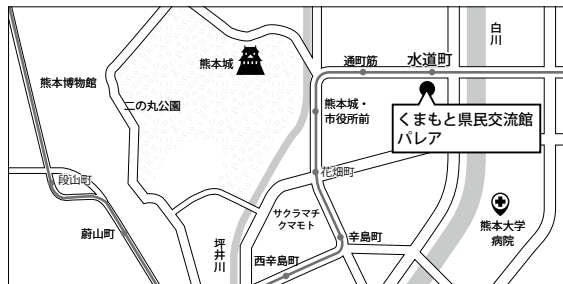 白川
水道町
通町筋
熊本城
熊本博物館
二の丸公園
熊本城・
市役所前
くまもと県民交流館
パレア
花畑町
段山町
サクラマチ
クマモト
熊本大学
病院
蔚山町
坪井川
辛島町
西辛島町